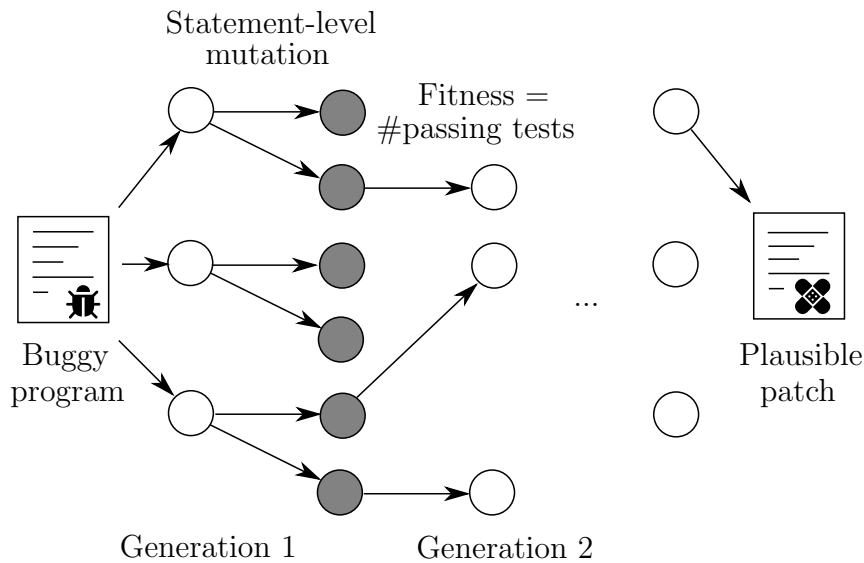 Statement-level
mutation
Fitness =
#passing tests
...
Buggy
program
Plausible
patch
Generation 1
Generation 2